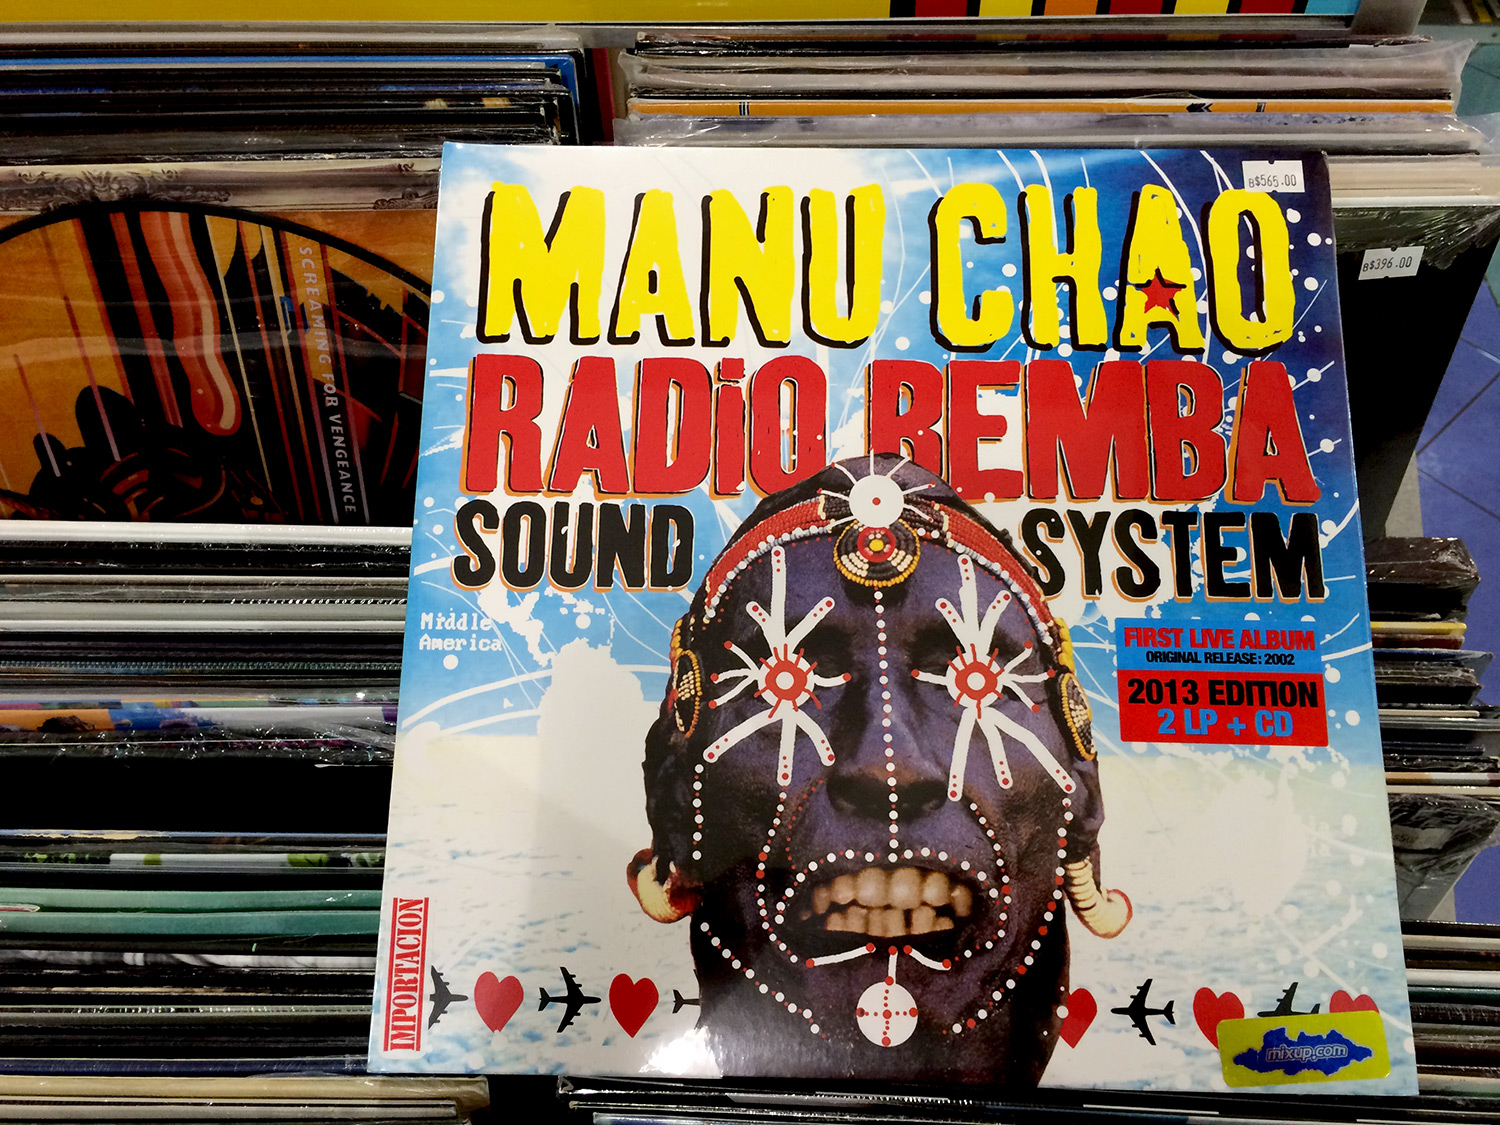 MANU CHAO
RADiO BEMBA
SOUND SYSTEM
Middle
America
FIRST LIVE ALBUM
ORIGINAL RELEASE: 2002
2013 EDITION
2 LP + CD
IMPORTACION
mixup.com
B$565.00
B$396.00
SCREAMING FOR VENGEANCE